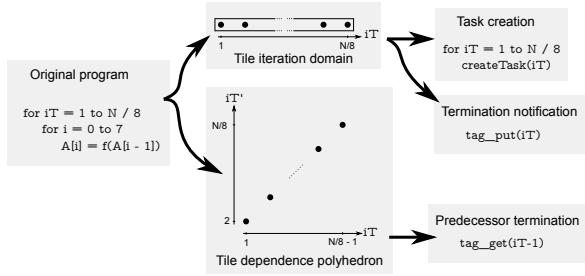 Original program
for iT = 1 to N / 8
for i = 0 to 7
A[i] = f(A[i - 1])
1
N/8
iT
Tile iteration domain
iT'
N/8
2
1
N/8 - 1
iT
Tile dependence polyhedron
Task creation
for iT = 1 to N / 8
createTask(iT)
Termination notification
tag_put(iT)
Predecessor termination
tag_get(iT-1)